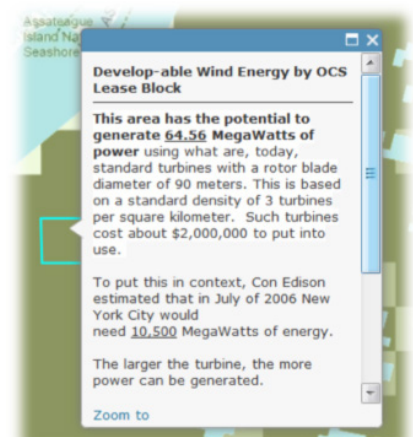 Assateague
Island Na
Seashore
Develop-able Wind Energy by OCS
Lease Block
This area has the potential to
generate 64.56 MegaWatts of
power using what are, today,
standard turbines with a rotor blade
diameter of 90 meters. This is based
on a standard density of 3 turbines
per square kilometer.  Such turbines
cost about $2,000,000 to put into
use.
To put this in context, Con Edison
estimated that in July of 2006 New
York City would
need 10,500 MegaWatts of energy.
The larger the turbine, the more
power can be generated.
Zoom to